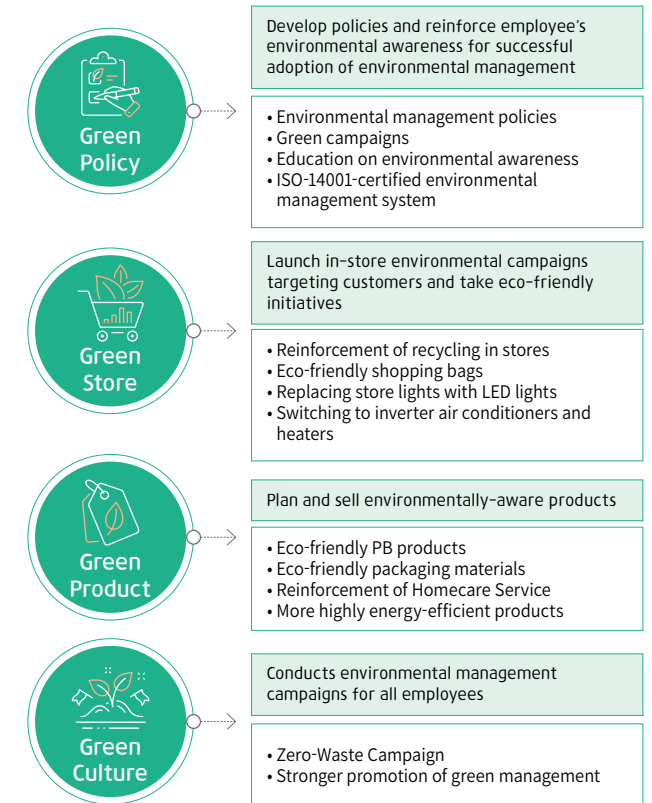 Green
Policy
Develop policies and reinforce employee's
environmental awareness for successful
adoption of environmental management
• Environmental management policies
• Green campaigns
• Education on environmental awareness
• ISO-14001-certified environmental
management system
Green
Store
Launch in-store environmental campaigns
targeting customers and take eco-friendly
initiatives
• Reinforcement of recycling in stores
• Eco-friendly shopping bags
• Replacing store lights with LED lights
• Switching to inverter air conditioners and
heaters
Green
Product
Plan and sell environmentally-aware products
• Eco-friendly PB products
• Eco-friendly packaging materials
• Reinforcement of Homecare Service
• More highly energy-efficient products
Green
Culture
Conducts environmental management
campaigns for all employees
• Zero-Waste Campaign
• Stronger promotion of green management